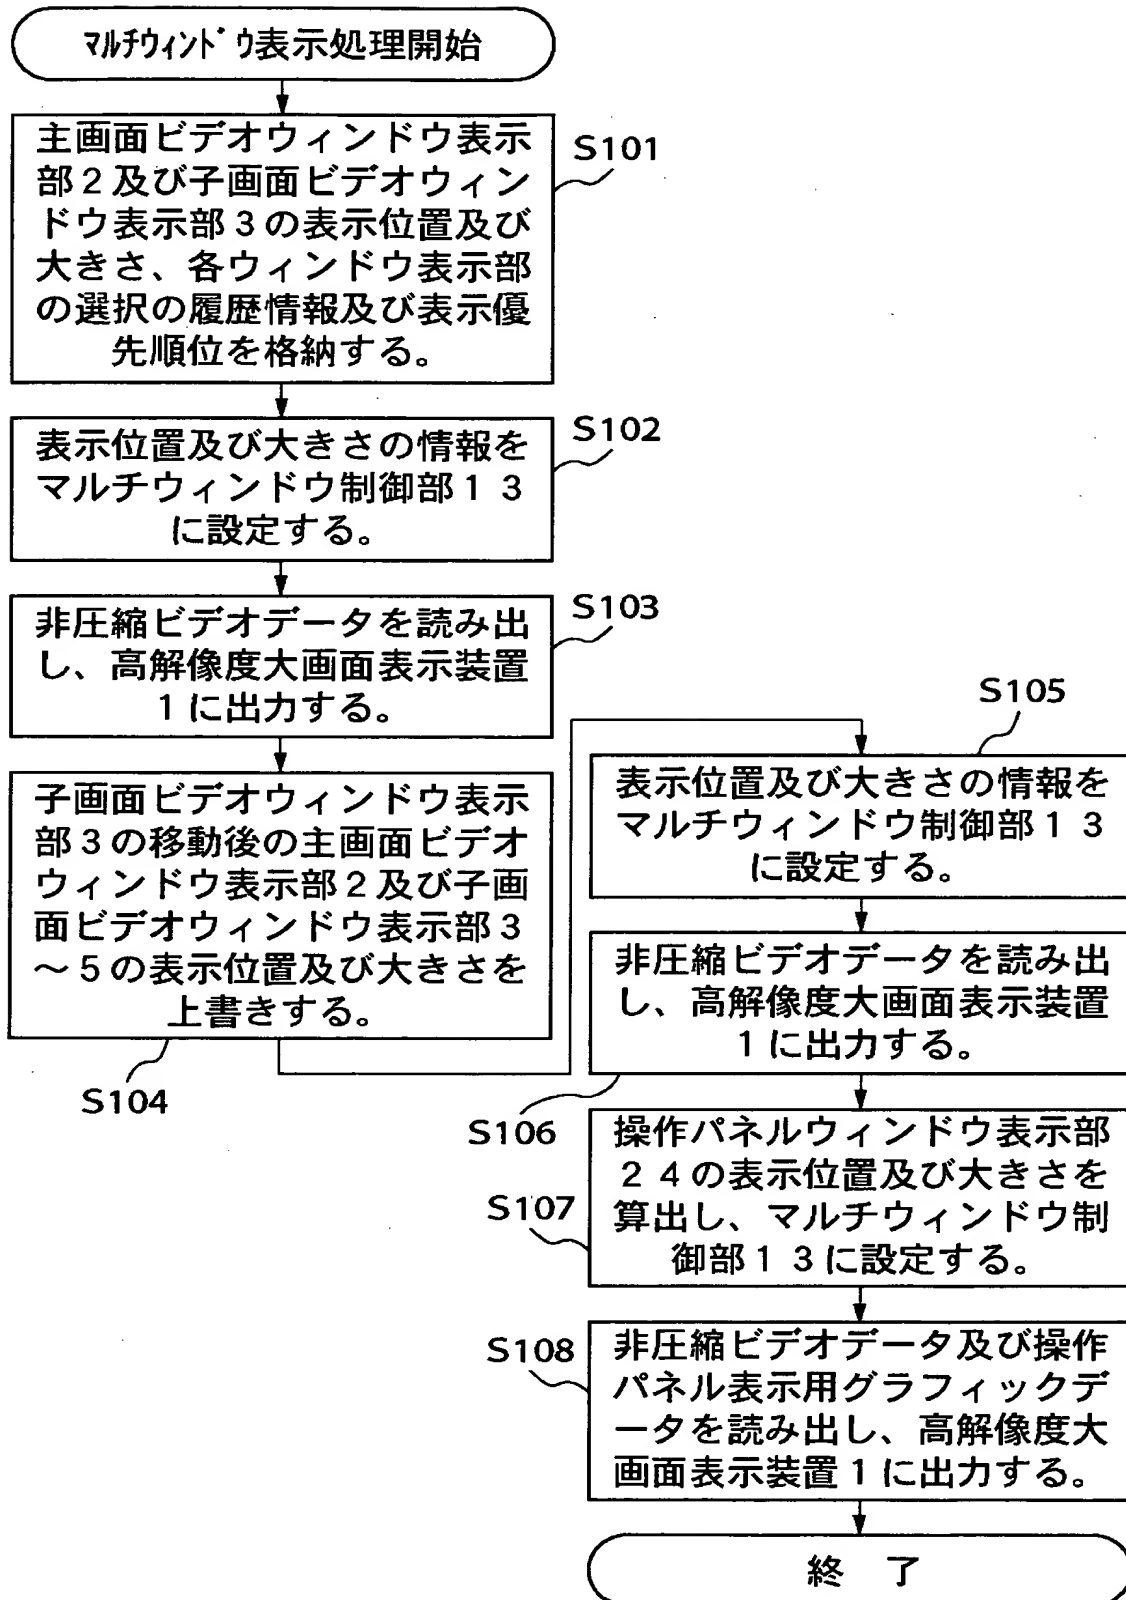 マルチウィンドウ表示処理開始
主画面ビデオウィンドウ表示
部２及び子画面ビデオウィン
ドウ表示部３の表示位置及び
大きさ、各ウィンドウ表示部
の選択の履歴情報及び表示優
先順位を格納する。
S101
表示位置及び大きさの情報を
マルチウィンドウ制御部１３
に設定する。
S102
非圧縮ビデオデータを読み出
し、高解像度大画面表示装置
１に出力する。
S103
子画面ビデオウィンドウ表示
部３の移動後の主画面ビデオ
ウィンドウ表示部２及び子画
面ビデオウィンドウ表示部３
～５の表示位置及び大きさを
上書きする。
S104
S105
表示位置及び大きさの情報を
マルチウィンドウ制御部１３
に設定する。
非圧縮ビデオデータを読み出
し、高解像度大画面表示装置
１に出力する。
S106
操作パネルウィンドウ表示部
２４の表示位置及び大きさを
算出し、マルチウィンドウ制
御部１３に設定する。
S107
S108
非圧縮ビデオデータ及び操作
パネル表示用グラフィックデ
ータを読み出し、高解像度大
画面表示装置１に出力する。
終　了